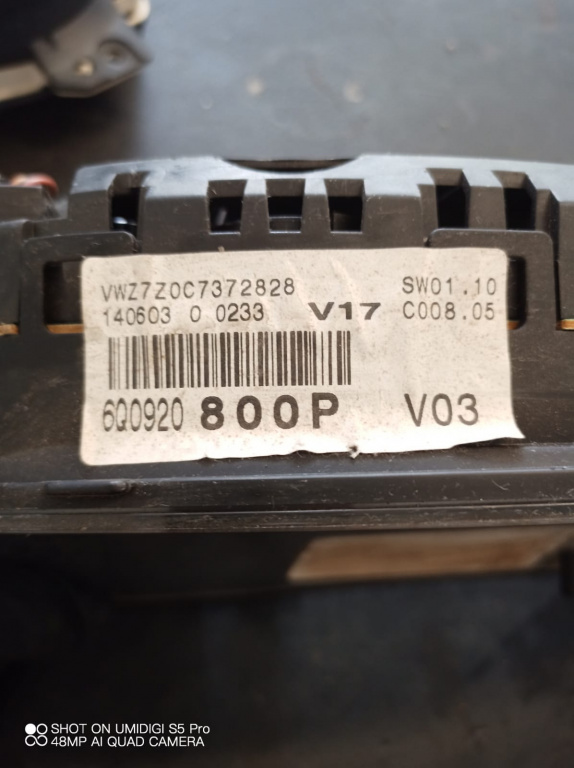 VWZ7Z0C7372828 SW01.10
140603 0 0233 V17 C008.05
6Q0920 800P V03
SHOT ON UMIDIGI S5 Pro
48MP AI QUAD CAMERA